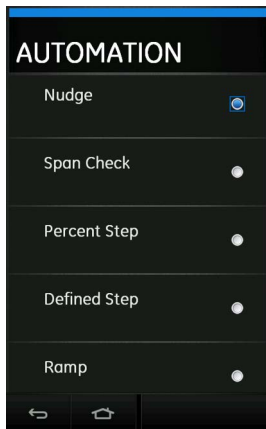 AUTOMATION
Nudge
Span Check
Percent Step
Defined Step
Ramp